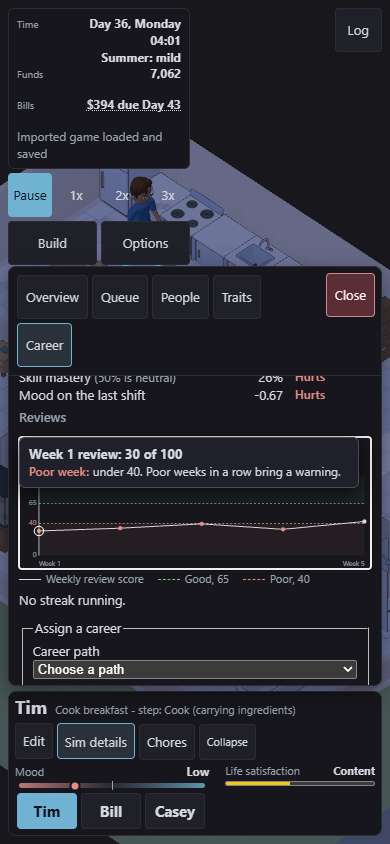 Time
Day 36, Monday
04:01
Summer: mild
Funds
7,062
Bills
$394 due Day 43
Imported game loaded and
saved
Log
Pause
1x
2x
3x
Build
Options
Overview
Queue
People
Traits
Close
Career
Skill mastery (50% is neutral)
26%
Hurts
Mood on the last shift
-0.67
Hurts
Reviews
Week 1 review: 30 of 100
Poor week: under 40. Poor weeks in a row bring a warning.
65
40
0
Week 1
Week 5
Weekly review score
Good, 65
Poor, 40
No streak running.
Assign a career
Career path
Choose a path
Tim
Cook breakfast - step: Cook (carrying ingredients)
Edit
Sim details
Chores
Collapse
Mood
Low
Life satisfaction
Content
Tim
Bill
Casey